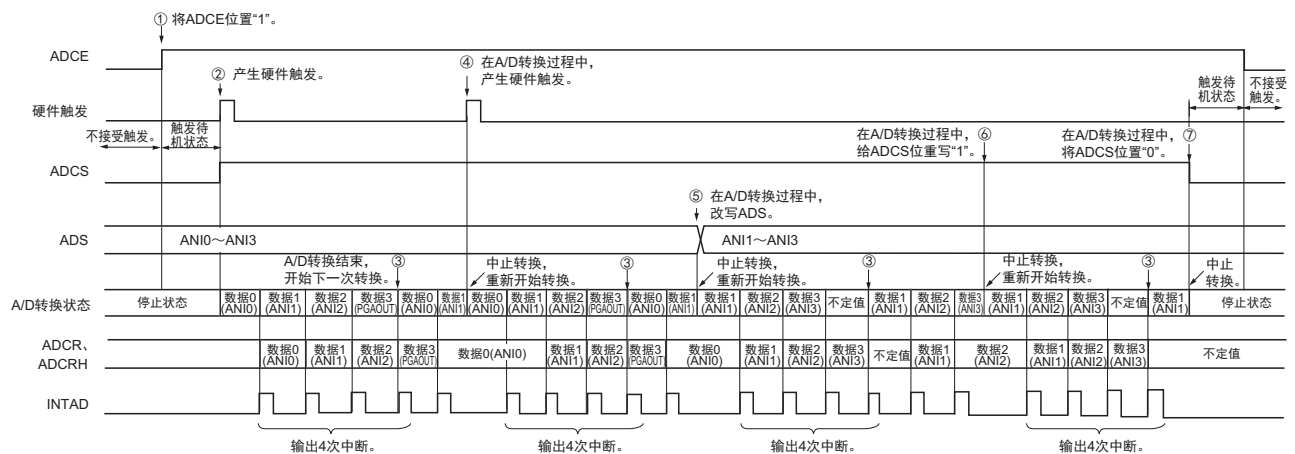 ① 将ADCE位置“1”。
ADCE
② 产生硬件触发。
④ 在A/D转换过程中，
产生硬件触发。
触发待
机状态
不接受
触发。
硬件触发
不接受触发。
触发待
机状态
在A/D转换过程中， ⑥
给ADCS位重写“1”。
在A/D转换过程中， ⑦
将ADCS位置“0”。
ADCS
⑤ 在A/D转换过程中，
改写ADS。
ADS
ANI0～ANI3
ANI1～ANI3
A/D转换结束，
开始下一次转换。
③
中止转换，
重新开始转换。
③
中止转换，
重新开始转换。
③
中止转换，
重新开始转换。
③
中止
转换。
A/D转换状态
停止状态
数据0 数据1 数据2 数据3 数据0 数据1 数据0 数据1 数据2 数据3 数据0 数据1 数据1 数据2 数据3 不定值 数据1 数据2 数据3 数据1 数据2 数据3 不定值 数据1
(ANI0) (ANI1) (ANI2) (PGAOUT) (ANI0) (ANI1) (ANI0) (ANI1) (ANI2) (PGAOUT) (ANI0) (ANI1) (ANI1) (ANI2) (ANI3) (ANI1) (ANI2) (ANI3) (ANI1) (ANI2) (ANI3) (ANI1)
停止状态
ADCR、
ADCRH
数据0 数据1 数据2 数据3 数据0(ANI0) 数据1 数据2 数据3 数据0 数据1 数据2 数据3 不定值 数据1 数据2 数据1 数据2 数据3 不定值
(ANI0) (ANI1) (ANI2) (PGAOUT) (ANI1) (ANI2) (PGAOUT) (ANI0) (ANI1) (ANI2) (ANI3) (ANI1) (ANI2) (ANI1) (ANI2) (ANI3)
INTAD
输出4次中断。
输出4次中断。
输出4次中断。
输出4次中断。